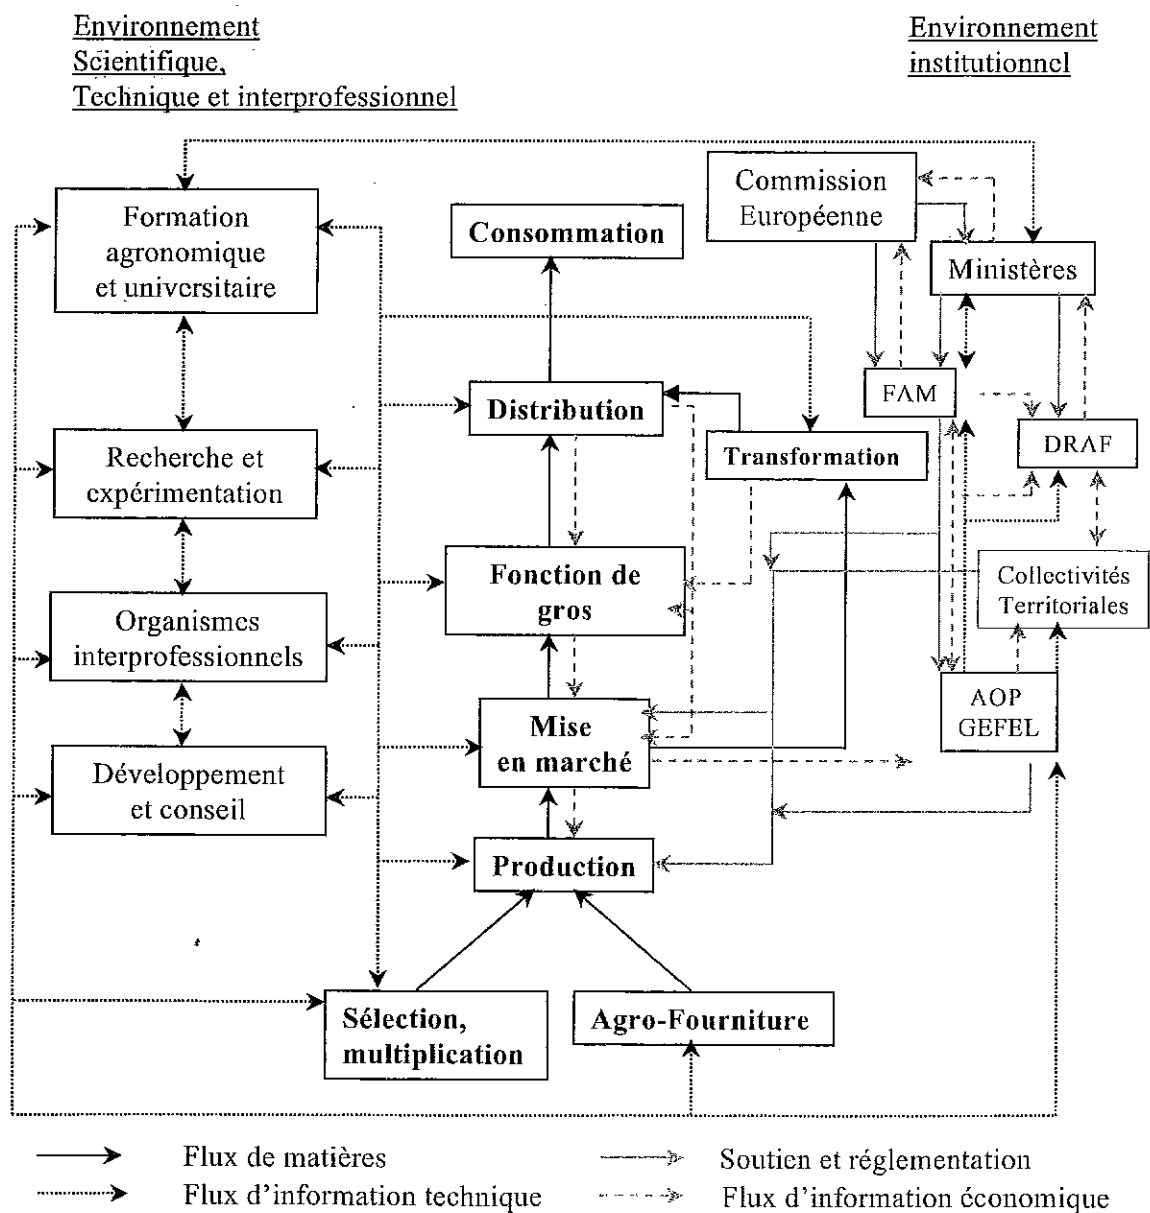 Environnement
Scientifique,
Technique et interprofessionnel
Environnement
institutionnel
Formation
agronomique
et universitaire
Recherche et
expérimentation
Organismes
interprofessionnels
Développement
et conseil
Consommation
Distribution
Transformation
Fonction de
gros
Mise
en marché
Production
Sélection,
multiplication
Agro-Fourniture
Commission
Européenne
Ministères
FAM
DRAF
Collectivités
Territoriales
AOP
GEFEL
Flux de matières
Flux d'information technique
Soutien et réglementation
Flux d'information économique